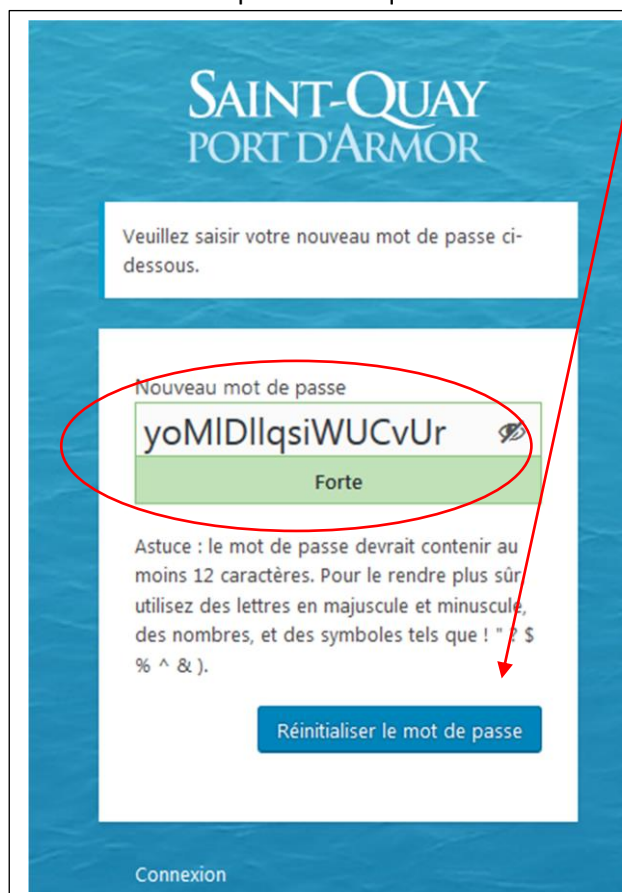 SAINT-QUAY
PORT D'ARMOR
Veuillez saisir votre nouveau mot de passe ci-
dessous.
Nouveau mot de passe
yoMlDllqsiWUCvUr
Forte
Astuce : le mot de passe devrait contenir au
moins 12 caractères. Pour le rendre plus sûr
utilisez des lettres en majuscule et minuscule,
des nombres, et des symboles tels que ! " ? $
% ^ & ).
Réinitialiser le mot de passe
Connexion